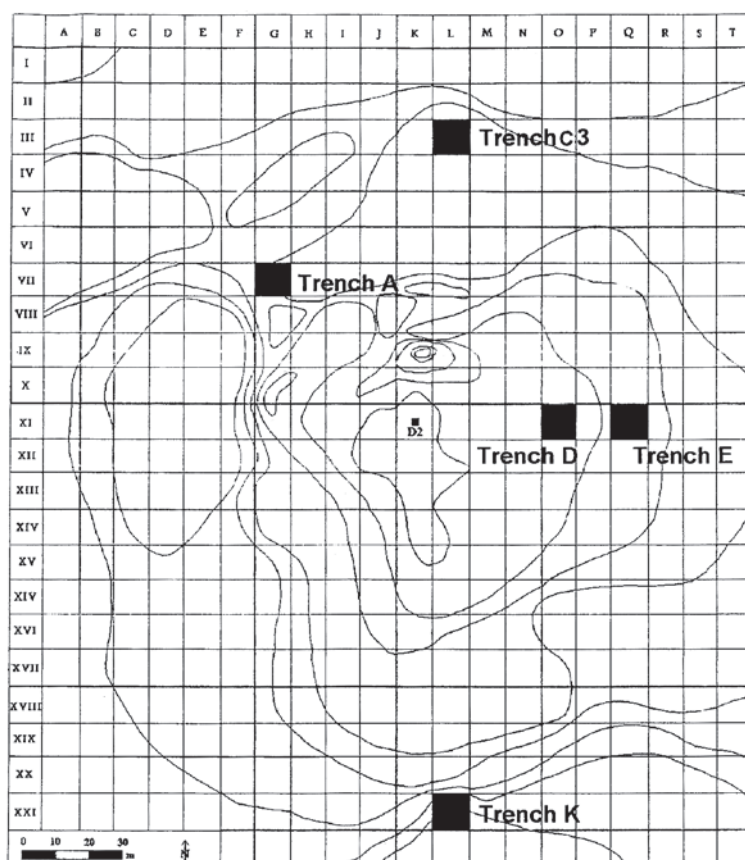 A B C D E F G H I J K L M N O P Q R S T
I
II
III
Trench C3
IV
V
VI
VII
Trench A
VIII
IX
X
XI
D2
XII
Trench D
Trench E
XIII
XIV
XV
XIV
XVI
XVII
XVIII
XIX
XX
XXI
Trench K
0 10 20 30
m
N